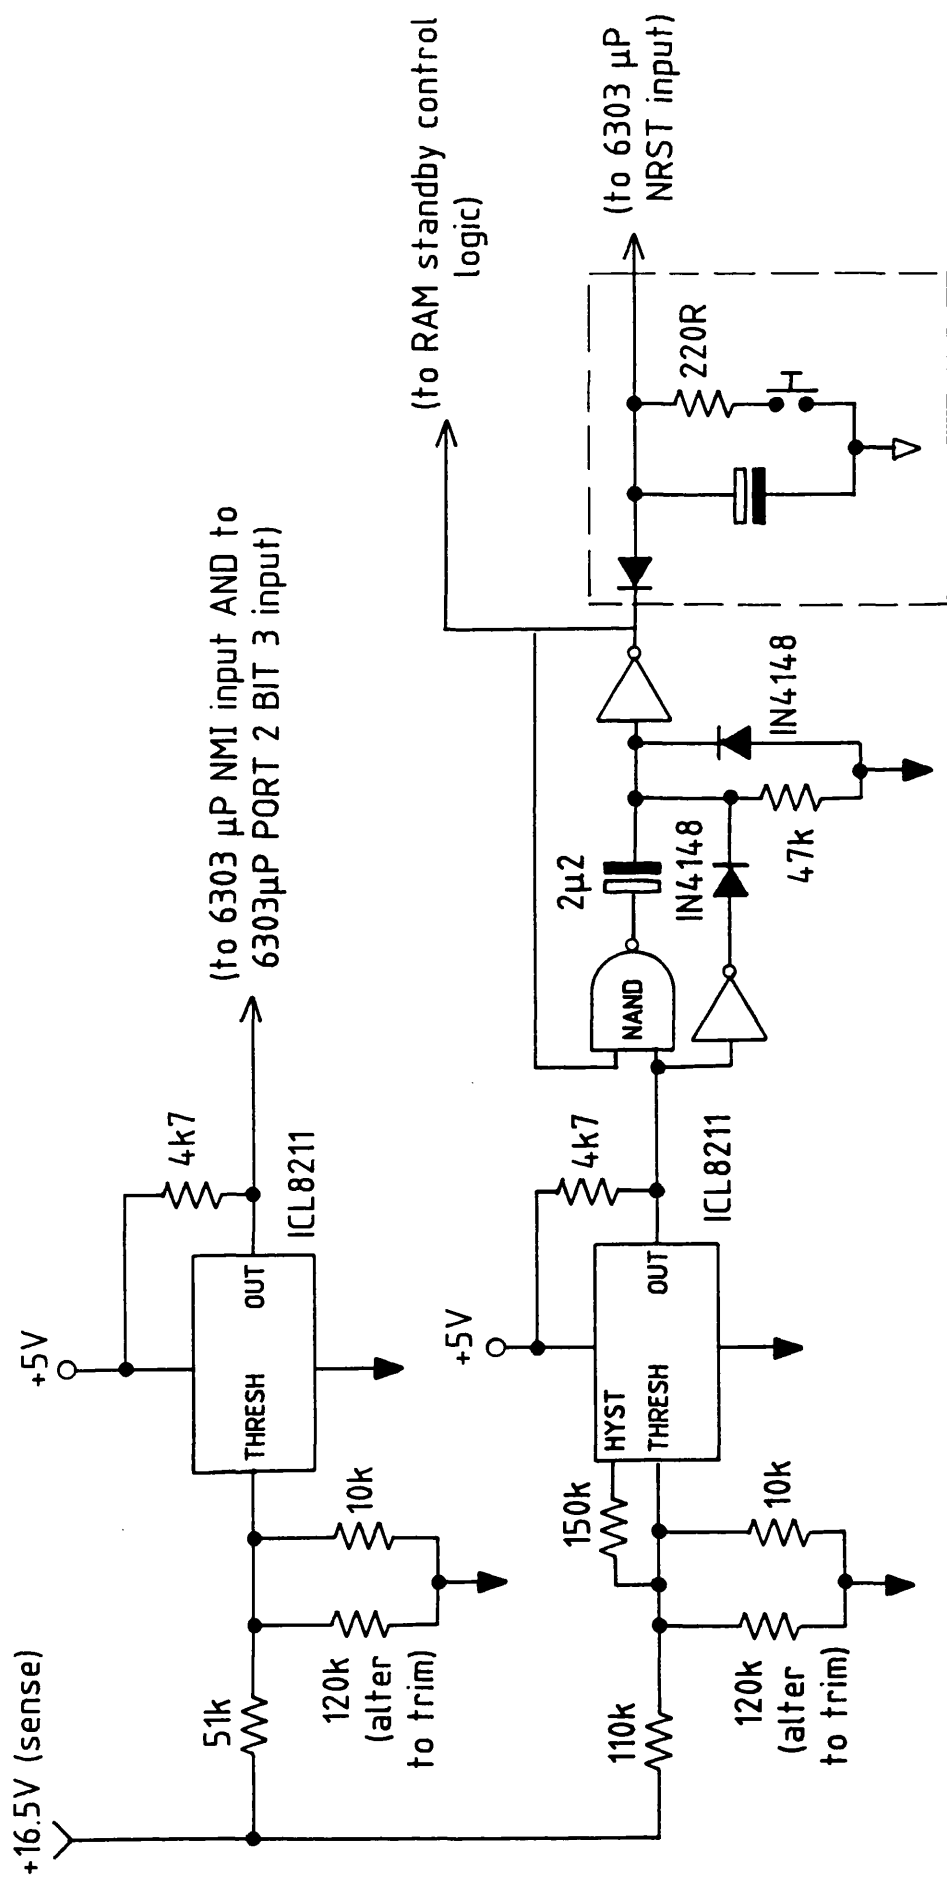 +16.5V (sense)
51k
120k
(alter
to trim)
10k
+5V
THRESH
OUT
4k7
ICL8211
(to 6303 µP NMI input AND to
6303µP PORT 2 BIT 3 input)
110k
120k
(alter
to trim)
150k
10k
+5V
HYST
THRESH
OUT
4k7
ICL8211
NAND
2µ2
IN4148
47k
IN4148
(to RAM standby control
logic)
220R
(to 6303 µP
NRST input)